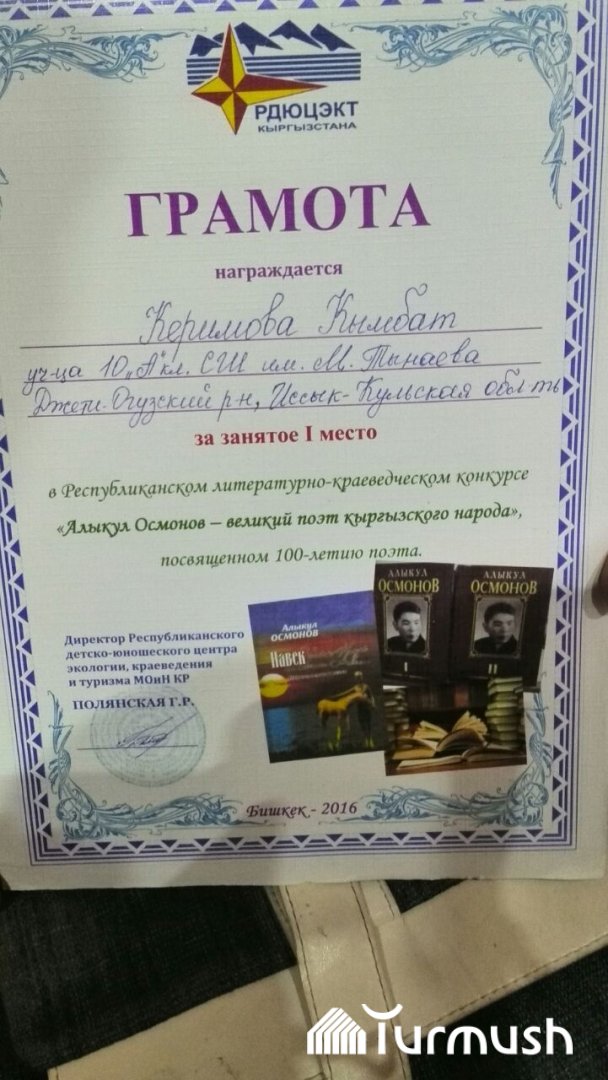 РДЮЦЭКТ
КЫРГЫЗСТАНА
ГРАМОТА
награждается
Керимова Кымбат
уч-ца 10 „А" кл. СШ им. М. Тынаева
Джети-Огузский р-н, Иссык-Кульская обл-ть
за занятое I место
в Республиканском литературно-краеведческом конкурсе
«Алыкул Осмонов – великий поэт кыргызского народа»,
посвященном 100-летию поэта.
Директор Республиканского
детско-юношеского центра
экологии, краеведения
и туризма МОиН КР
ПОЛЯНСКАЯ Г.Р.
Алыкул
ОСМОНОВ
АЛЫКУЛ
ОСМОНОВ
I
АЛЫКУЛ
ОСМОНОВ
II
Бишкек - 2016
Turmush